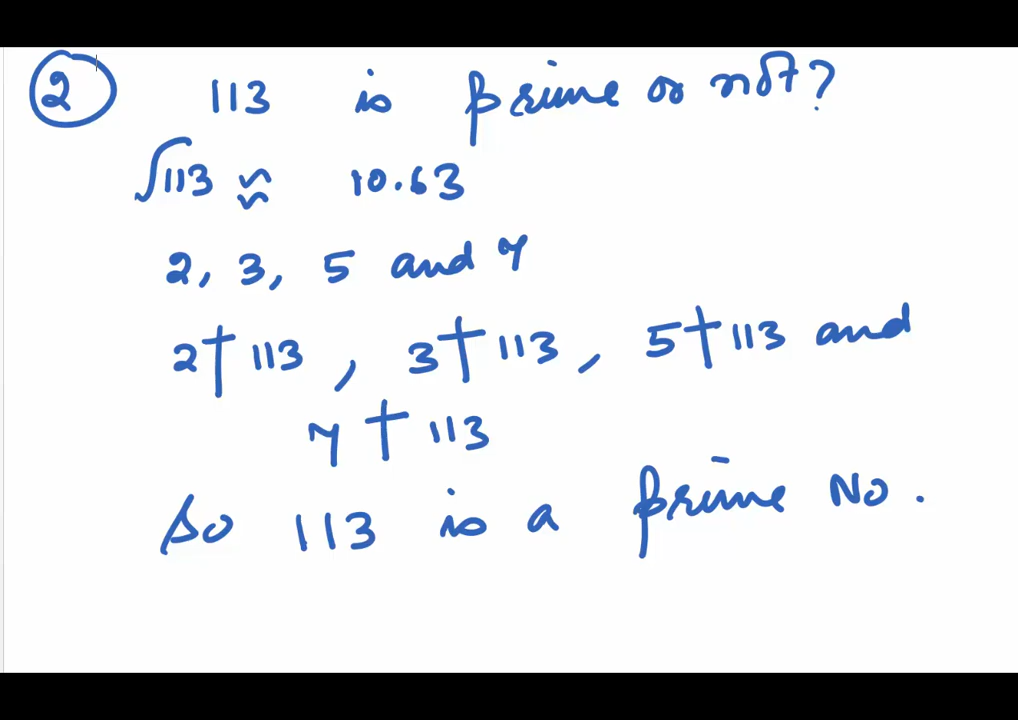 ② 113 is prime or not?
√113 ≈ 10.63
2, 3, 5 and 7
2∤113, 3∤113, 5∤113 and
7∤113
So 113 is a prime No.